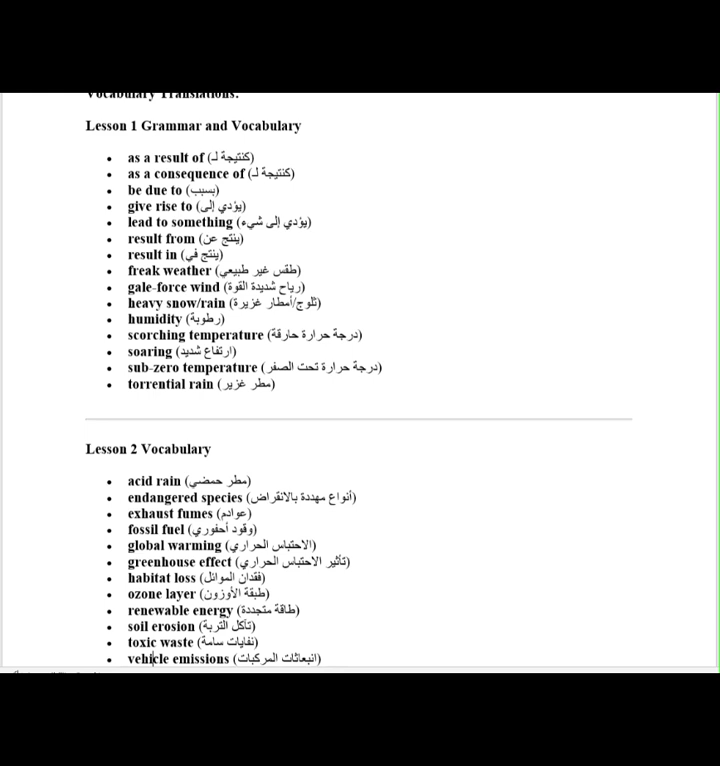 Vocabulary Translations:
Lesson 1 Grammar and Vocabulary
• as a result of (كنتيجة لـ)
• as a consequence of (كنتيجة لـ)
• be due to (بسبب)
• give rise to (يؤدي إلى)
• lead to something (يؤدي إلى شيء)
• result from (ينتج عن)
• result in (ينتج في)
• freak weather (طقس غير طبيعي)
• gale-force wind (رياح شديدة القوة)
• heavy snow/rain (ثلوج/أمطار غزيرة)
• humidity (رطوبة)
• scorching temperature (درجة حرارة حارقة)
• soaring (ارتفاع شديد)
• sub-zero temperature (درجة حرارة تحت الصفر)
• torrential rain (مطر غزير)
Lesson 2 Vocabulary
• acid rain (مطر حمضي)
• endangered species (أنواع مهددة بالانقراض)
• exhaust fumes (عوادم)
• fossil fuel (وقود أحفوري)
• global warming (الاحتباس الحراري)
• greenhouse effect (تأثير الاحتباس الحراري)
• habitat loss (فقدان الموائل)
• ozone layer (طبقة الأوزون)
• renewable energy (طاقة متجددة)
• soil erosion (تآكل التربة)
• toxic waste (نفايات سامة)
• vehicle emissions (انبعاثات المركبات)